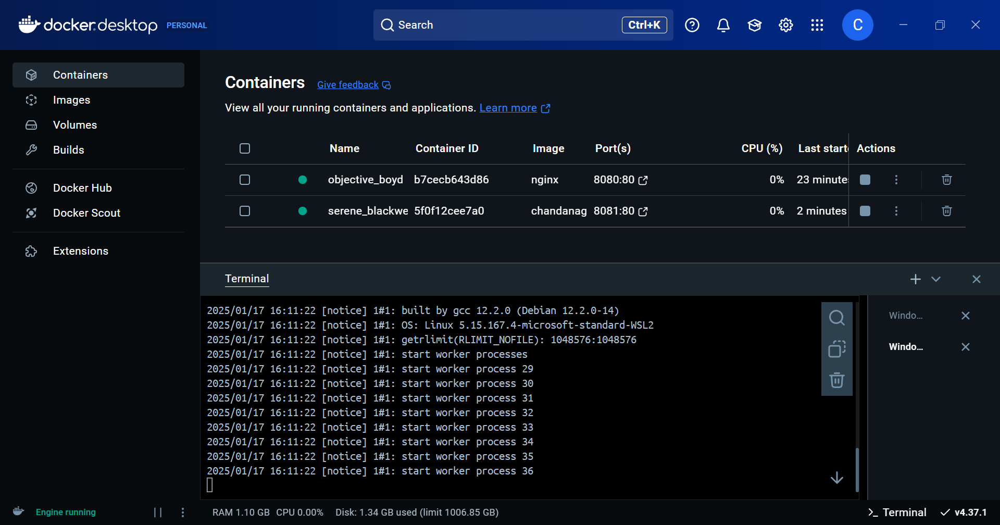 docker.desktop PERSONAL
Search
Ctrl+K
C
Containers
Images
Volumes
Builds
Docker Hub
Docker Scout
Extensions
Containers Give feedback
View all your running containers and applications. Learn more
Name Container ID Image Port(s) CPU (%) Last starte Actions
objective_boyd b7cecb643d86 nginx 8080:80 0% 23 minutes
serene_blackwe 5f0f12cee7a0 chandanag 8081:80 0% 2 minutes
Terminal
2025/01/17 16:11:22 [notice] 1#1: built by gcc 12.2.0 (Debian 12.2.0-14)
2025/01/17 16:11:22 [notice] 1#1: OS: Linux 5.15.167.4-microsoft-standard-WSL2
2025/01/17 16:11:22 [notice] 1#1: getrlimit(RLIMIT_NOFILE): 1048576:1048576
2025/01/17 16:11:22 [notice] 1#1: start worker processes
2025/01/17 16:11:22 [notice] 1#1: start worker process 29
2025/01/17 16:11:22 [notice] 1#1: start worker process 30
2025/01/17 16:11:22 [notice] 1#1: start worker process 31
2025/01/17 16:11:22 [notice] 1#1: start worker process 32
2025/01/17 16:11:22 [notice] 1#1: start worker process 33
2025/01/17 16:11:22 [notice] 1#1: start worker process 34
2025/01/17 16:11:22 [notice] 1#1: start worker process 35
2025/01/17 16:11:22 [notice] 1#1: start worker process 36
Windo...
Windo...
Engine running
RAM 1.10 GB CPU 0.00% Disk: 1.34 GB used (limit 1006.85 GB)
>_ Terminal
v4.37.1